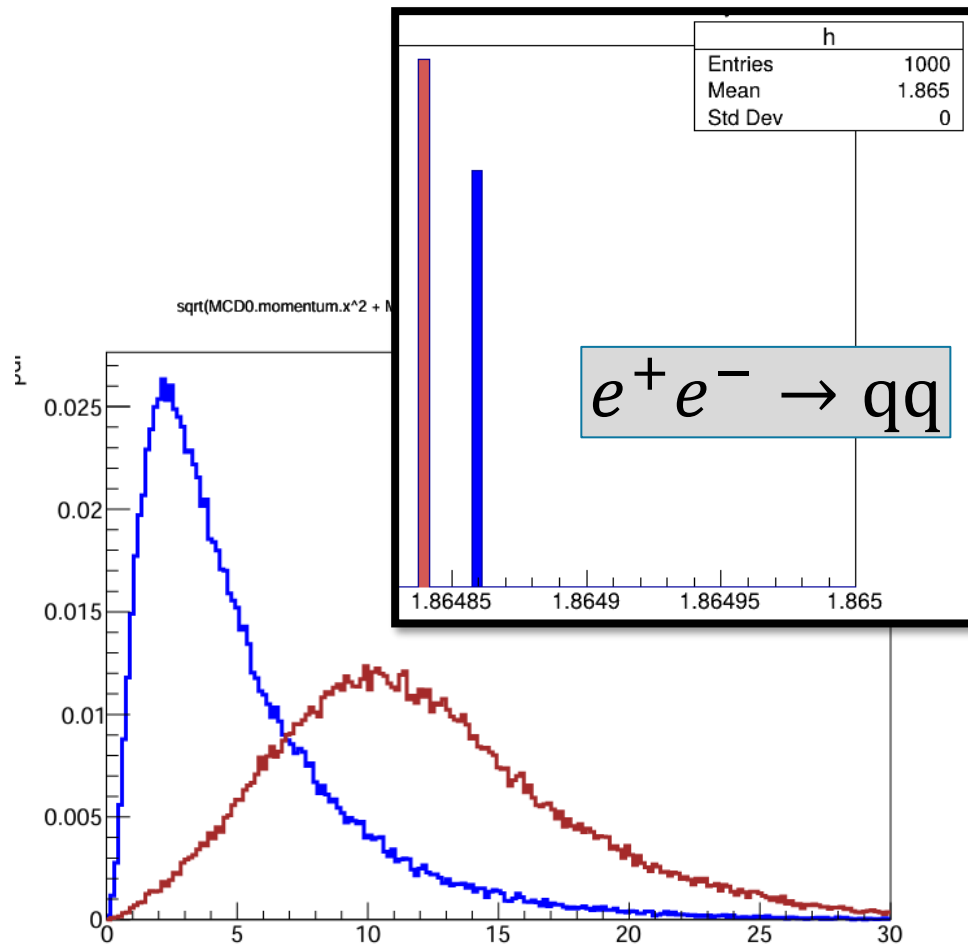 h
Entries 1000
Mean 1.865
Std Dev 0
e⁺e⁻ → qq
1.86485 1.8649 1.86495 1.865
sqrt(MCD0.momentum.x^2 +
0.025
0.02
0.015
0.01
0.005
0
0 5 10 15 20 25 30